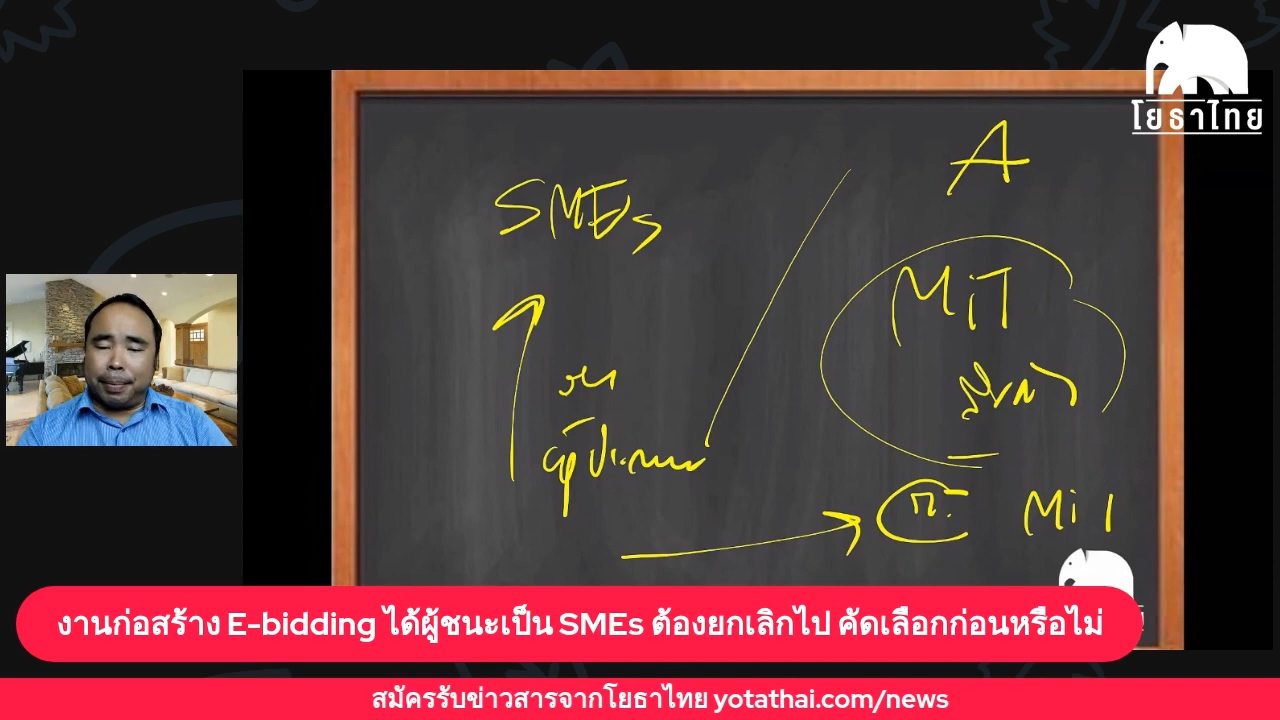 โยธาไทย
A
SMEs
MiT
MiT
งานก่อสร้าง E-bidding ได้ผู้ชนะเป็น SMEs ต้องยกเลิกไป คัดเลือกก่อนหรือไม่
สมัครรับข่าวสารจากโยธาไทย yotathai.com/news